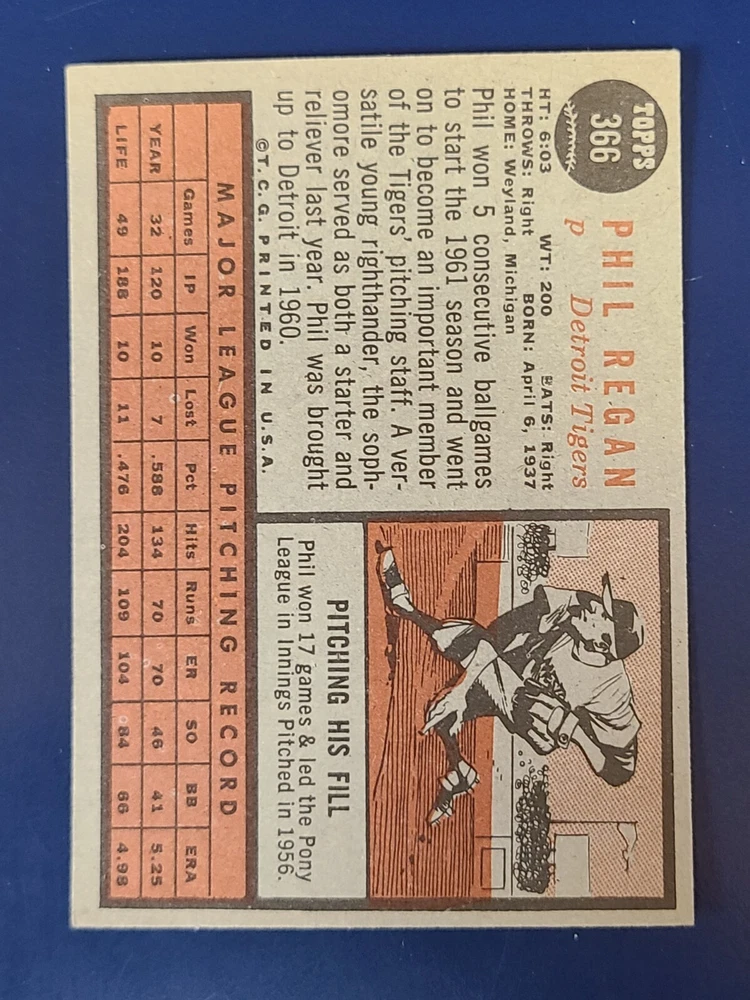 TOPPS
366
PHIL REGAN
p Detroit Tigers
HT: 6:03 WT: 200 BATS: Right
THROWS: Right BORN: April 6, 1937
HOME: Weyland, Michigan
Phil won 5 consecutive ballgames
to start the 1961 season and went
on to become an important member
of the Tigers' pitching staff. A ver-
satile young righthander, the soph-
omore served as both a starter and
reliever last year. Phil was brought
up to Detroit in 1960.
©T.C.G. PRINTED IN U.S.A.
PITCHING HIS FILL
Phil won 17 games & led the Pony
League in Innings Pitched in 1956.
MAJOR LEAGUE PITCHING RECORD
Games IP Won Lost Pct Hits Runs ER SO BB ERA
YEAR 32 120 10 7 .588 134 70 70 46 41 5.25
LIFE 49 188 10 11 .476 204 109 104 84 66 4.98